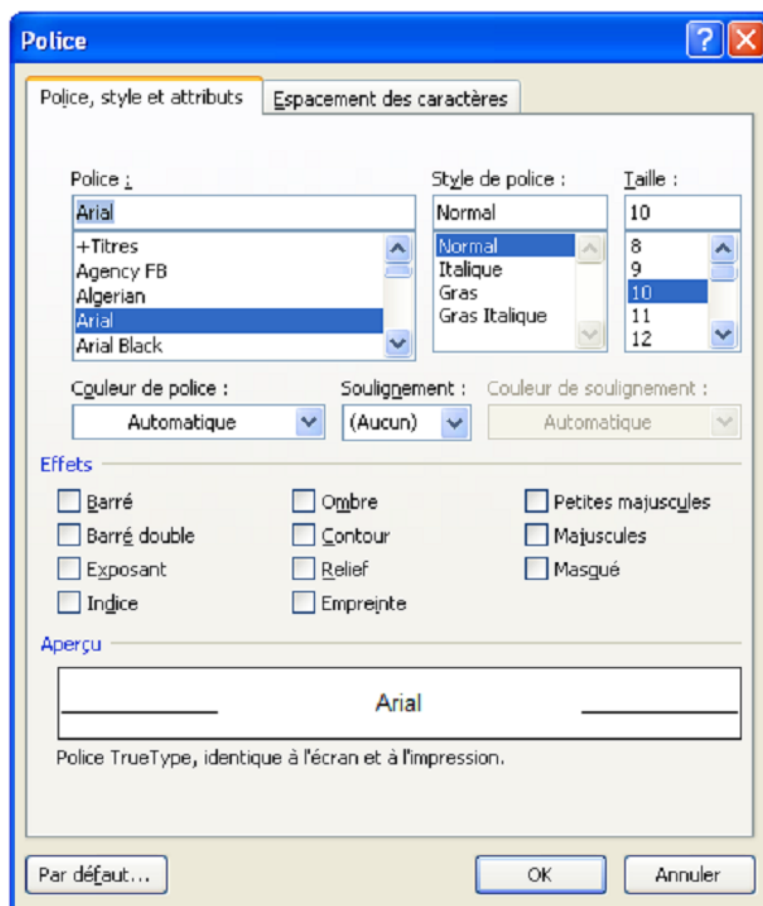 Police
Police, style et attributs
Espacement des caractères
Police :
Style de police :
Taille :
Arial
Normal
10
+Titres
Agency FB
Algerian
Arial
Arial Black
Normal
Italique
Gras
Gras Italique
8
9
10
11
12
Couleur de police :
Soulignement :
Couleur de soulignement :
Automatique
(Aucun)
Automatique
Effets
Barré
Ombre
Petites majuscules
Barré double
Contour
Majuscules
Exposant
Relief
Masqué
Indice
Empreinte
Aperçu
Arial
Police TrueType, identique à l'écran et à l'impression.
Par défaut...
OK
Annuler